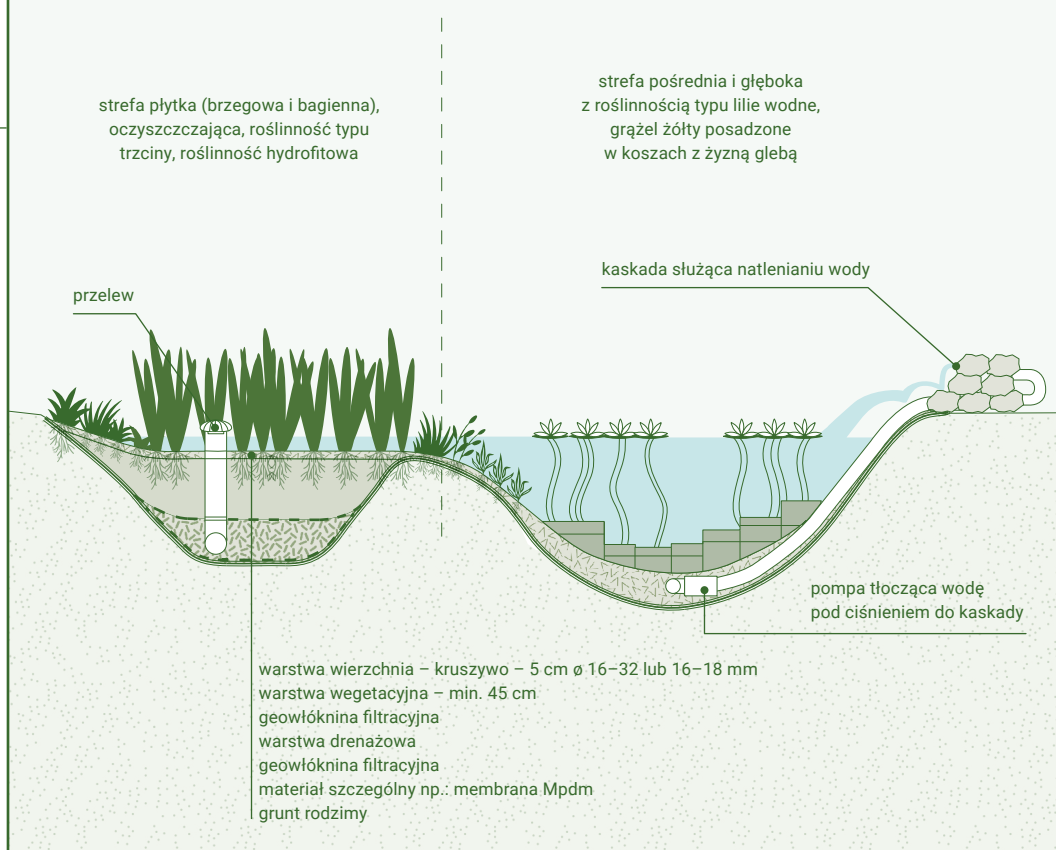 strefa płytka (brzegowa i bagienna),
oczyszczczająca, roślinność typu
trzciny, roślinność hydrofitowa
strefa pośrednia i głęboka
z roślinnością typu lilie wodne,
grążel żółty posadzone
w koszach z żyzną glebą
kaskada służąca natlenianiu wody
przelew
pompa tłocząca wodę
pod ciśnieniem do kaskady
warstwa wierzchnia – kruszywo – 5 cm ø 16–32 lub 16–18 mm
warstwa wegetacyjna – min. 45 cm
geowłóknina filtracyjna
warstwa drenażowa
geowłóknina filtracyjna
materiał szczególny np.: membrana Mpdm
grunt rodzimy